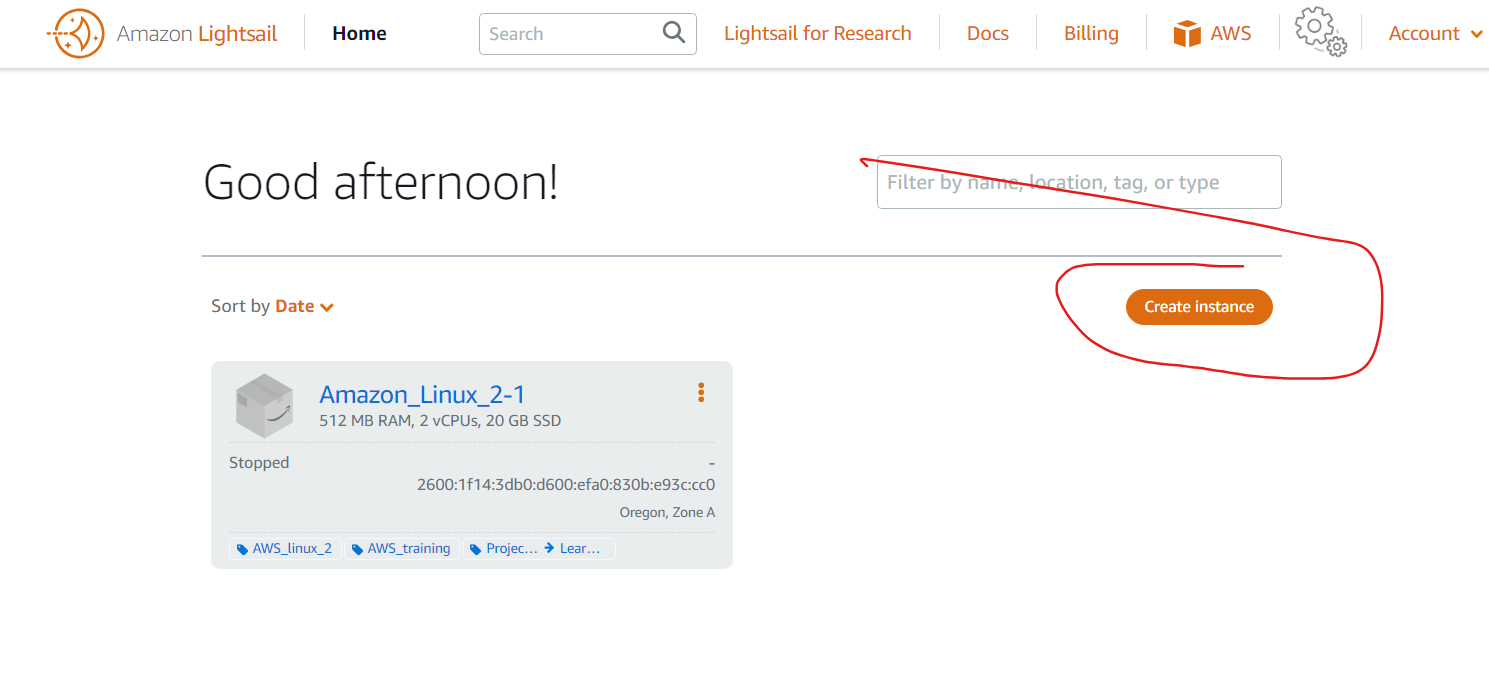 Amazon Lightsail Home Search Lightsail for Research Docs Billing AWS Account
Good afternoon!
Filter by name, location, tag, or type
Sort by Date
Create instance
Amazon_Linux_2-1
512 MB RAM, 2 vCPUs, 20 GB SSD
Stopped -
2600:1f14:3db0:d600:efa0:830b:e93c:cc0
Oregon, Zone A
AWS_linux_2 AWS_training Projec... → Lear...